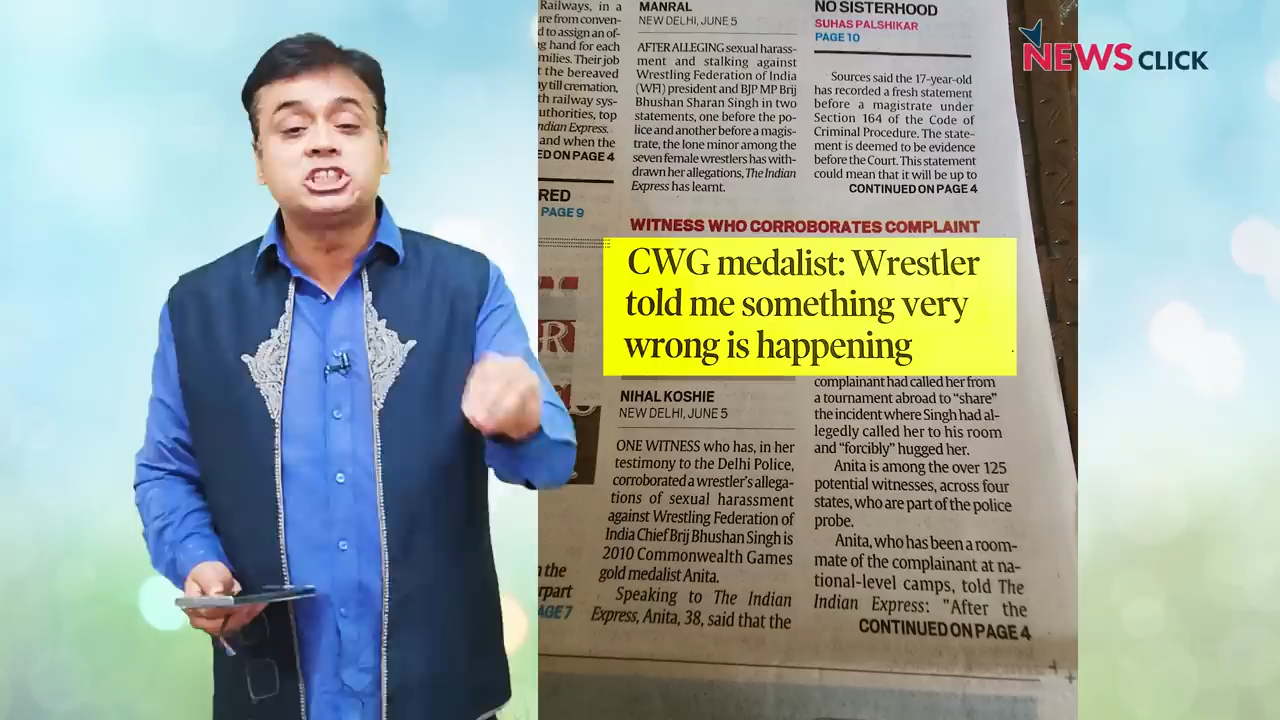 Railways, in a
ure from conven-
d to assign an of-
g hand for each
milies. Their job
t the bereaved
y till cremation,
th railway sys-
uthorities, top
ndian Express.
and when the
ED ON PAGE 4
RED
PAGE 9
R
n the
rpart
AGE 7
MANRAL
NEW DELHI, JUNE 5
AFTER ALLEGING sexual harass-
ment and stalking against
Wrestling Federation of India
(WFI) president and BJP MP Brij
Bhushan Sharan Singh in two
statements, one before the po-
lice and another before a magis-
trate, the lone minor among the
seven female wrestlers has with-
drawn her allegations, The Indian
Express has learnt.
NO SISTERHOOD
SUHAS PALSHIKAR
PAGE 10
Sources said the 17-year-old
has recorded a fresh statement
before a magistrate under
Section 164 of the Code of
Criminal Procedure. The state-
ment is deemed to be evidence
before the Court. This statement
could mean that it will be up to
CONTINUED ON PAGE 4
WITNESS WHO CORROBORATES COMPLAINT
CWG medalist: Wrestler
told me something very
wrong is happening
NIHAL KOSHIE
NEW DELHI, JUNE 5
ONE WITNESS who has, in her
testimony to the Delhi Police,
corroborated a wrestler's allega-
tions of sexual harassment
against Wrestling Federation of
India Chief Brij Bhushan Singh is
2010 Commonwealth Games
gold medalist Anita.
Speaking to The Indian
Express, Anita, 38, said that the
complainant had called her from
a tournament abroad to "share"
the incident where Singh had al-
legedly called her to his room
and "forcibly" hugged her.
Anita is among the over 125
potential witnesses, across four
states, who are part of the police
probe.
Anita, who has been a room-
mate of the complainant at na-
tional-level camps, told The
Indian Express: "After the
CONTINUED ON PAGE 4
NEWS CLICK